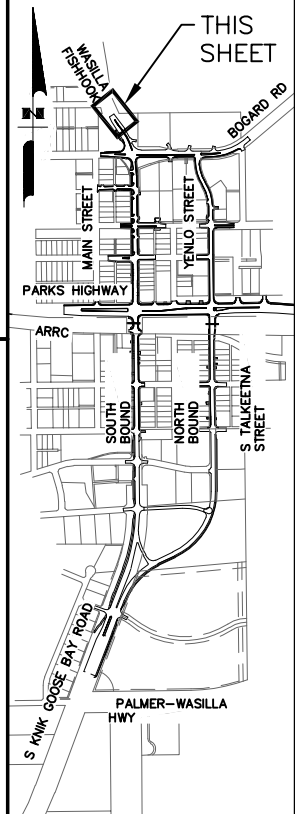 THIS
SHEET
WASILLA
FISHHOOK
N
BOGARD RD
MAIN STREET
YENLO STREET
PARKS HIGHWAY
ARRC
SOUTH
BOUND
NORTH
BOUND
S TALKEETNA
STREET
S KNIK GOOSE BAY ROAD
PALMER-WASILLA
HWY